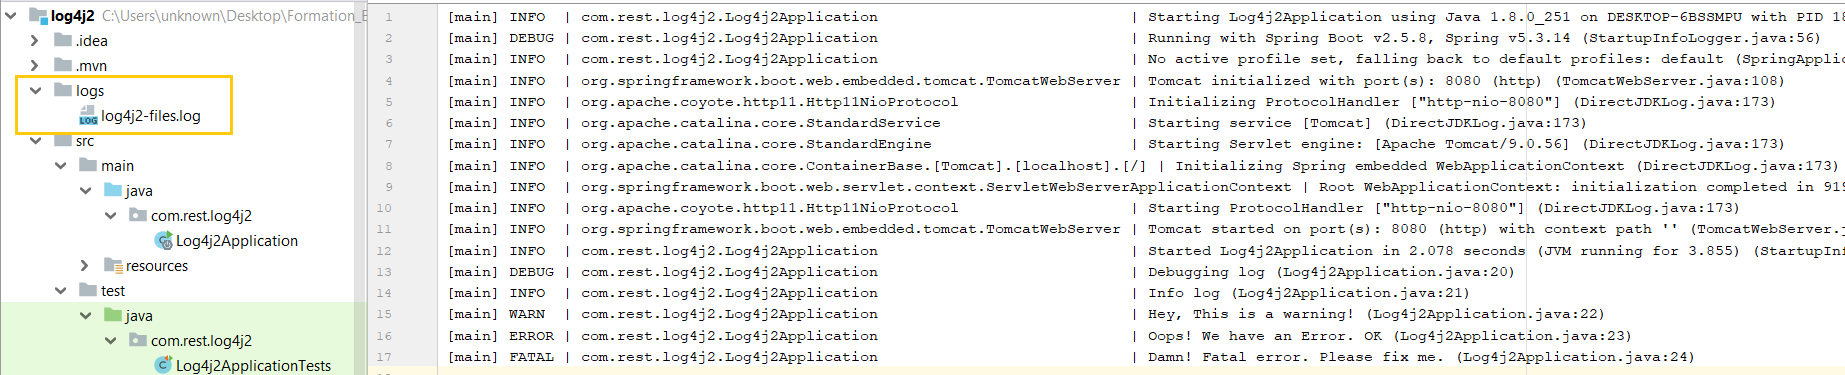 log4j2 C:\Users\unknown\Desktop\Formation_
.idea
.mvn
logs
log4j2-files.log
src
main
java
com.rest.log4j2
Log4j2Application
resources
test
java
com.rest.log4j2
Log4j2ApplicationTests
1 [main] INFO | com.rest.log4j2.Log4j2Application | Starting Log4j2Application using Java 1.8.0_251 on DESKTOP-6BSSMPU with PID 18
2 [main] DEBUG | com.rest.log4j2.Log4j2Application | Running with Spring Boot v2.5.8, Spring v5.3.14 (StartupInfoLogger.java:56)
3 [main] INFO | com.rest.log4j2.Log4j2Application | No active profile set, falling back to default profiles: default (SpringApplic
4 [main] INFO | org.springframework.boot.web.embedded.tomcat.TomcatWebServer | Tomcat initialized with port(s): 8080 (http) (TomcatWebServer.java:108)
5 [main] INFO | org.apache.coyote.http11.Http11NioProtocol | Initializing ProtocolHandler ["http-nio-8080"] (DirectJDKLog.java:173)
6 [main] INFO | org.apache.catalina.core.StandardService | Starting service [Tomcat] (DirectJDKLog.java:173)
7 [main] INFO | org.apache.catalina.core.StandardEngine | Starting Servlet engine: [Apache Tomcat/9.0.56] (DirectJDKLog.java:173)
8 [main] INFO | org.apache.catalina.core.ContainerBase.[Tomcat].[localhost].[/] | Initializing Spring embedded WebApplicationContext (DirectJDKLog.java:173)
9 [main] INFO | org.springframework.boot.web.servlet.context.ServletWebServerApplicationContext | Root WebApplicationContext: initialization completed in 919
10 [main] INFO | org.apache.coyote.http11.Http11NioProtocol | Starting ProtocolHandler ["http-nio-8080"] (DirectJDKLog.java:173)
11 [main] INFO | org.springframework.boot.web.embedded.tomcat.TomcatWebServer | Tomcat started on port(s): 8080 (http) with context path '' (TomcatWebServer.j
12 [main] INFO | com.rest.log4j2.Log4j2Application | Started Log4j2Application in 2.078 seconds (JVM running for 3.855) (StartupInf
13 [main] DEBUG | com.rest.log4j2.Log4j2Application | Debugging log (Log4j2Application.java:20)
14 [main] INFO | com.rest.log4j2.Log4j2Application | Info log (Log4j2Application.java:21)
15 [main] WARN | com.rest.log4j2.Log4j2Application | Hey, This is a warning! (Log4j2Application.java:22)
16 [main] ERROR | com.rest.log4j2.Log4j2Application | Oops! We have an Error. OK (Log4j2Application.java:23)
17 [main] FATAL | com.rest.log4j2.Log4j2Application | Damn! Fatal error. Please fix me. (Log4j2Application.java:24)